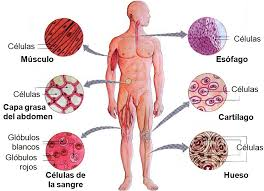 Células
Músculo
Células
Capa grasa
del abdomen
Glóbulos
blancos
Glóbulos
rojos
Células de
la sangre
Células
Esófago
Células
Cartílago
Células
Hueso